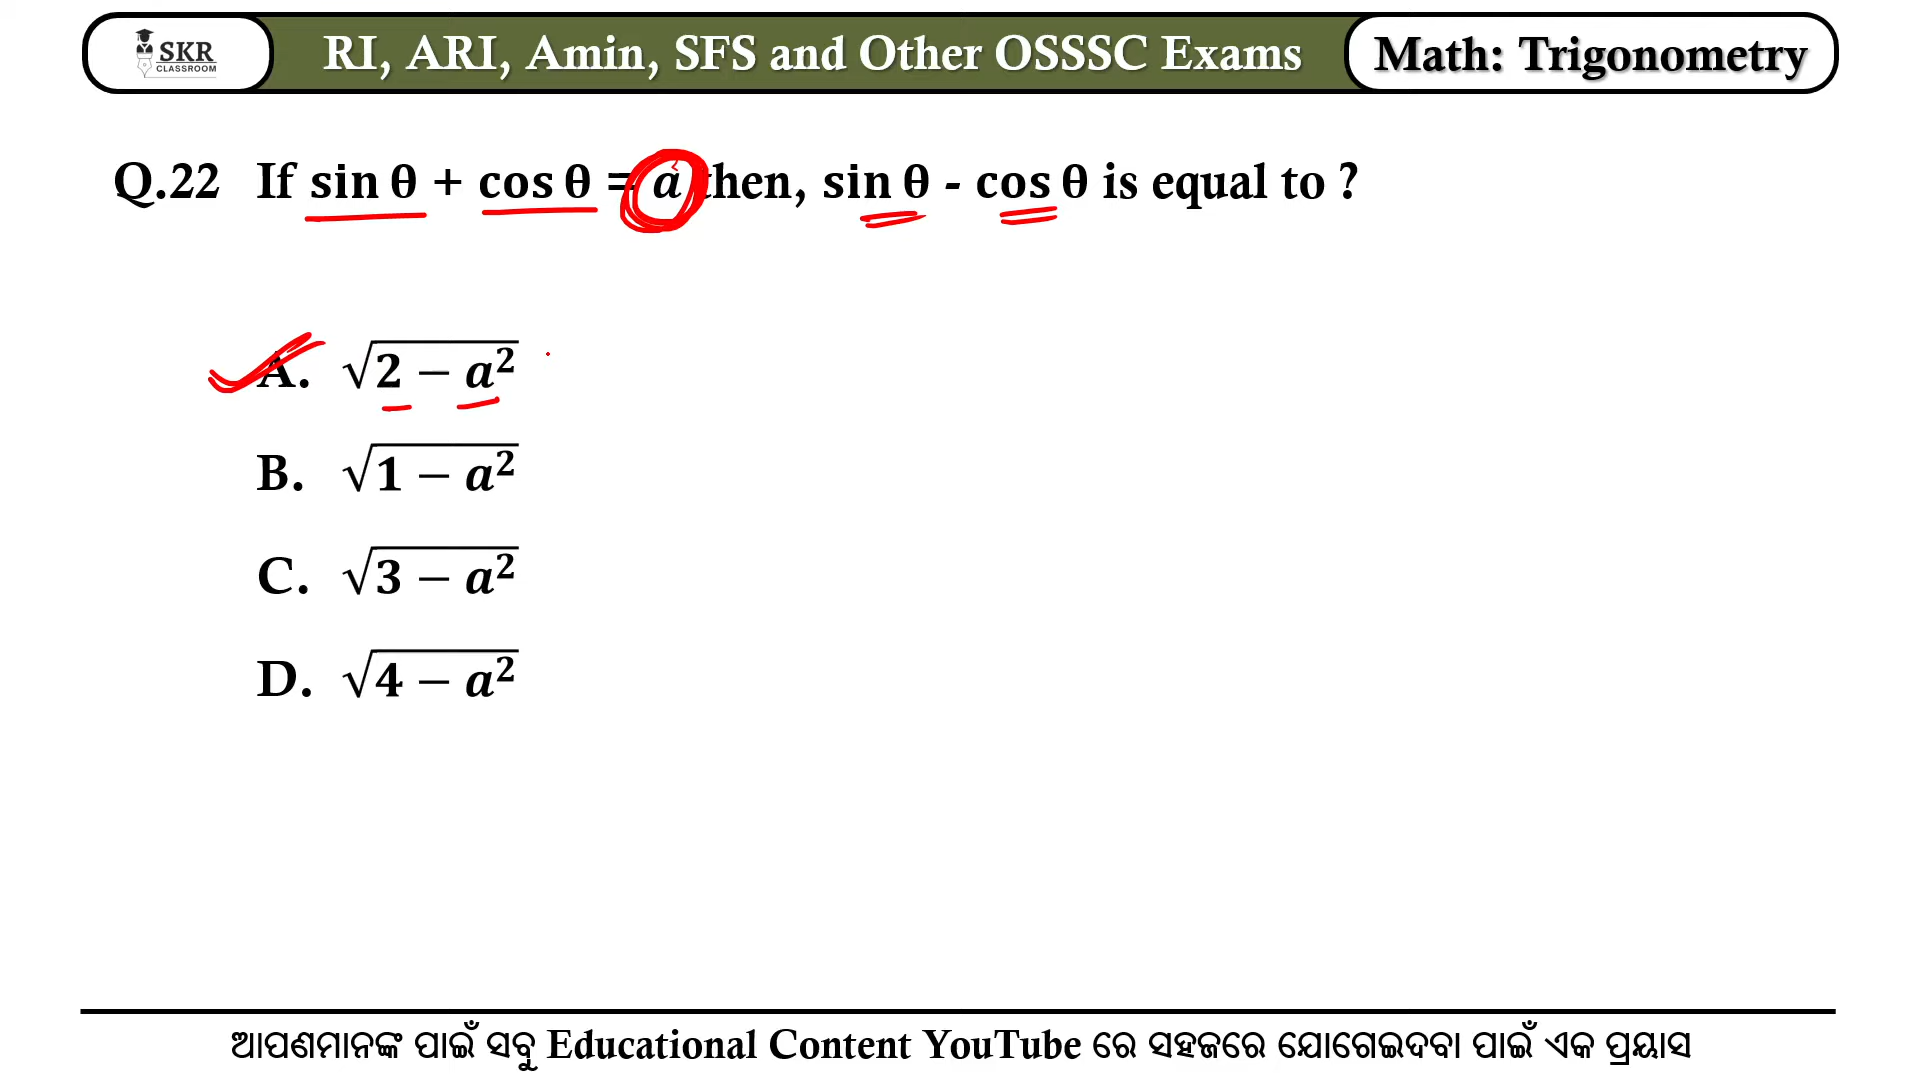 SKR
CLASSROOM
RI, ARI, Amin, SFS and Other OSSSC Exams
Math: Trigonometry
Q.22 If sin θ + cos θ = a then, sin θ - cos θ is equal to ?
A. √2 − a²
B. √1 − a²
C. √3 − a²
D. √4 − a²
ଆପଣମାନଙ୍କ ପାଇଁ ସବୁ Educational Content YouTube ରେ ସହଜରେ ଯୋଗେଇଦବା ପାଇଁ ଏକ ପ୍ରୟାସ